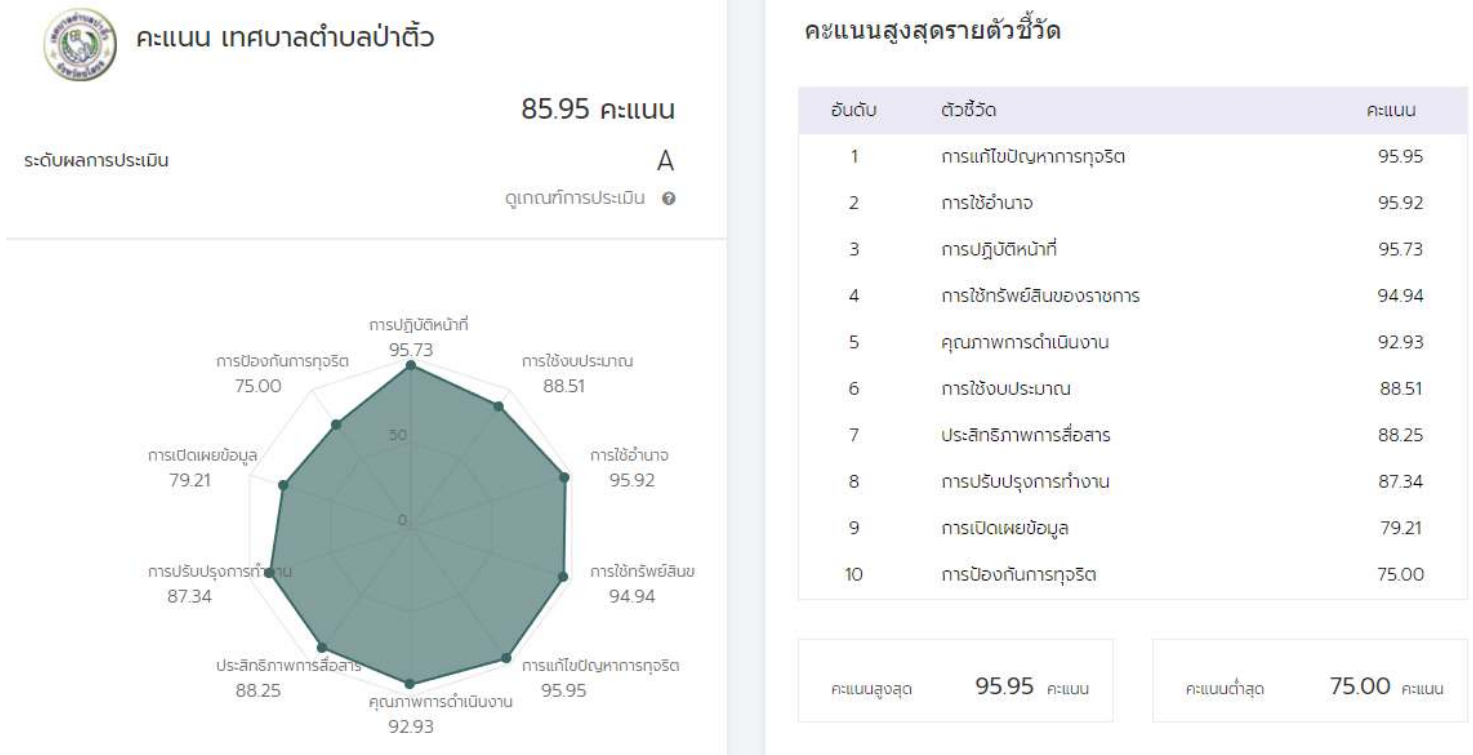 คะแนน เทศบาลตำบลป่าติ้ว
85.95 คะแนน
ระดับผลการประเมิน A
ดูเกณฑ์การประเมิน
การปฏิบัติหน้าที่
95.73
การใช้งบประมาณ
88.51
การใช้อำนาจ
95.92
การใช้ทรัพย์สินข
94.94
การแก้ไขปัญหาการทุจริต
95.95
คุณภาพการดำเนินงาน
92.93
ประสิทธิภาพการสื่อสาร
88.25
การปรับปรุงการทำงาน
87.34
การเปิดเผยข้อมูล
79.21
การป้องกันการทุจริต
75.00
50
0
คะแนนสูงสุดรายตัวชี้วัด
อันดับ ตัวชี้วัด คะแนน
1 การแก้ไขปัญหาการทุจริต 95.95
2 การใช้อำนาจ 95.92
3 การปฏิบัติหน้าที่ 95.73
4 การใช้ทรัพย์สินของราชการ 94.94
5 คุณภาพการดำเนินงาน 92.93
6 การใช้งบประมาณ 88.51
7 ประสิทธิภาพการสื่อสาร 88.25
8 การปรับปรุงการทำงาน 87.34
9 การเปิดเผยข้อมูล 79.21
10 การป้องกันการทุจริต 75.00
คะแนนสูงสุด 95.95 คะแนน
คะแนนต่ำสุด 75.00 คะแนน